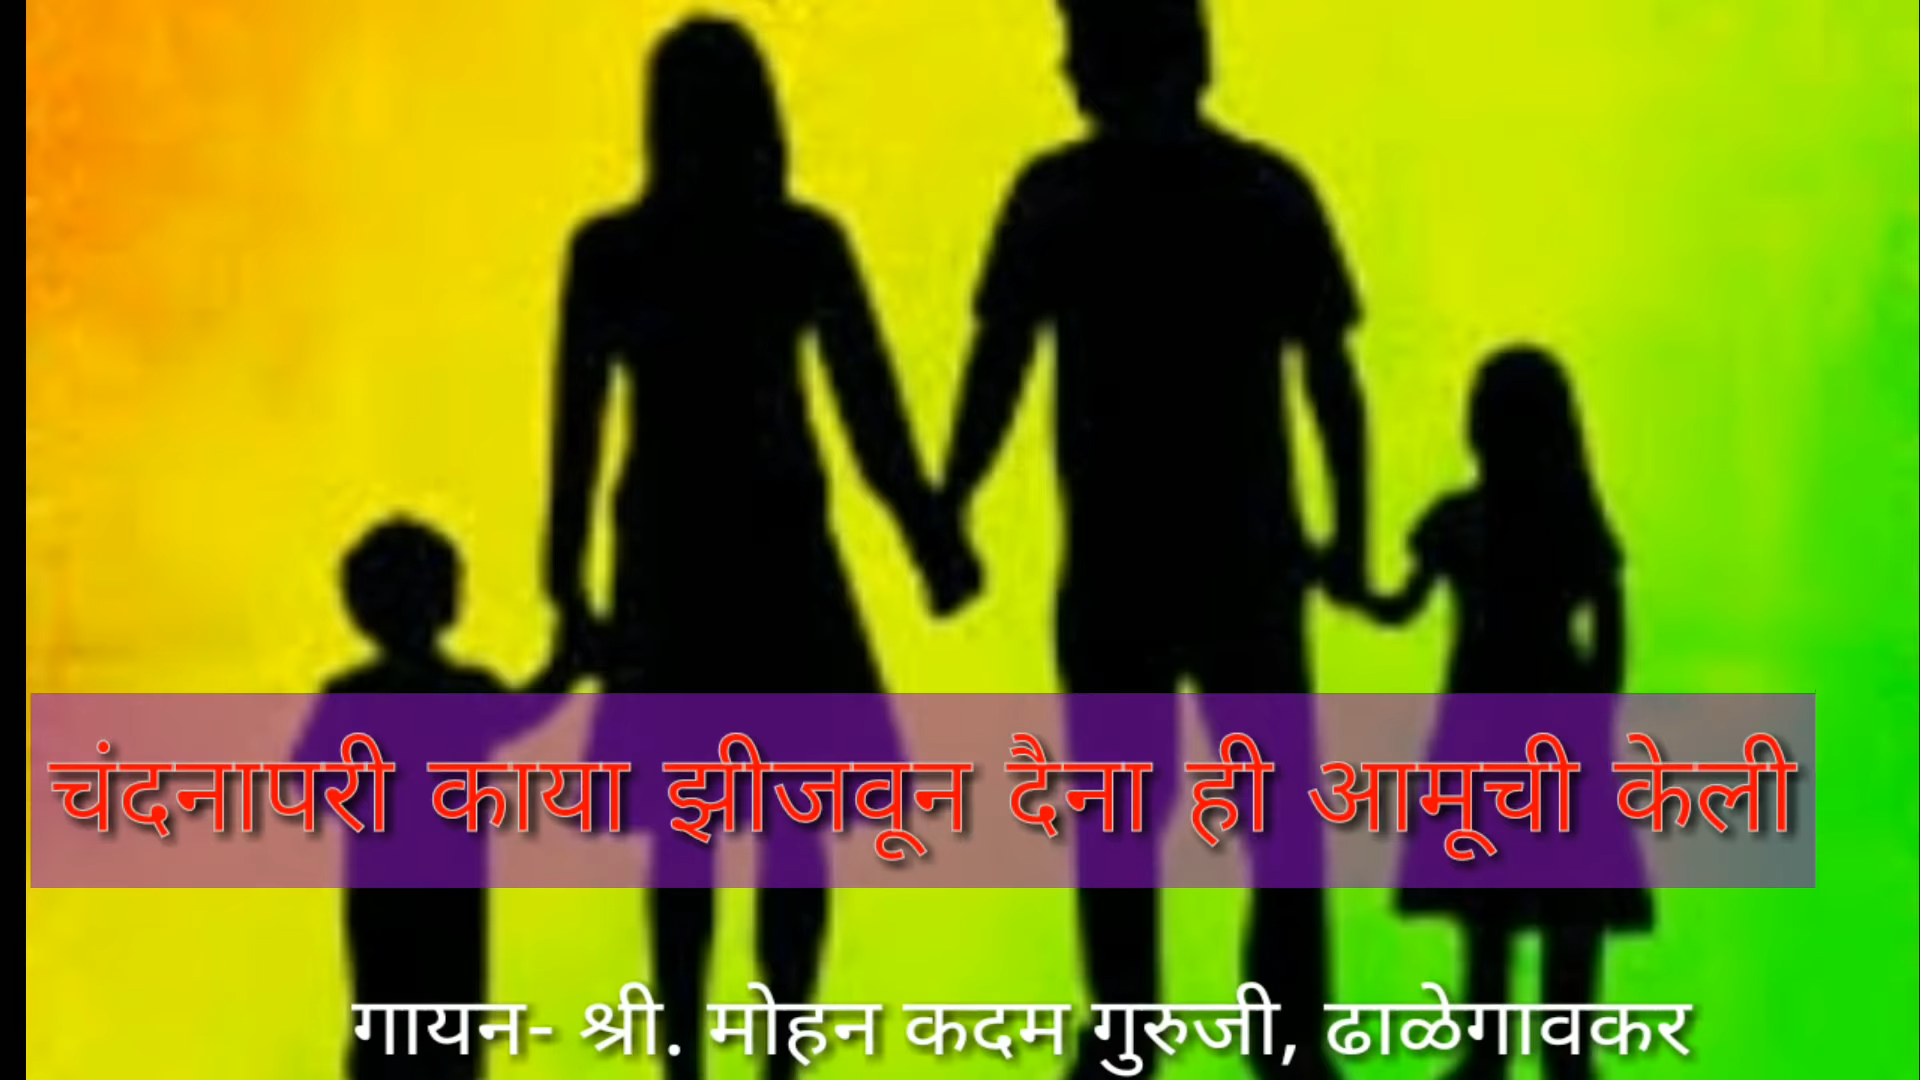 चंदनापरी काया झीजवून दैना ही आमूची केली
गायन- श्री. मोहन कदम गुरुजी, ढाळेगावकर